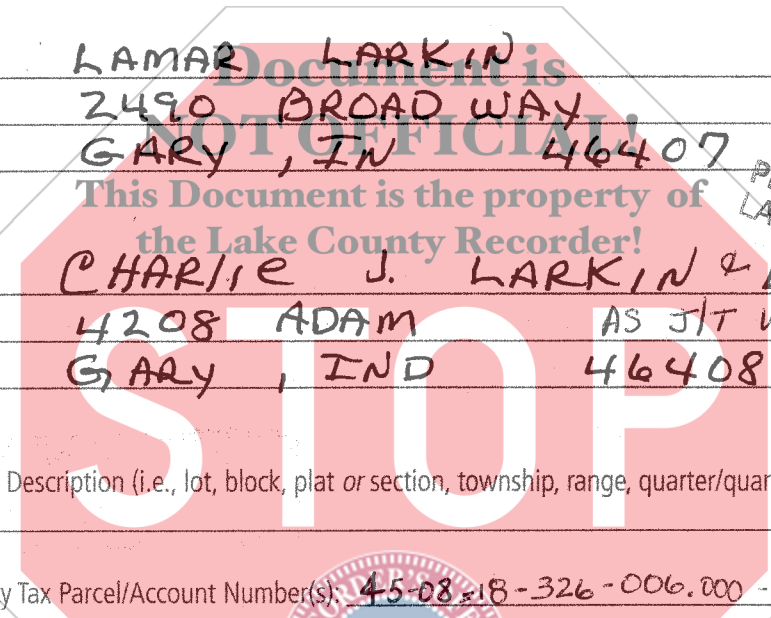 LAMAR LARKIN
Document is
2490 BROADWAY
NOT OFFICIAL!
GARY, IN 46407
This Document is the property of
the Lake County Recorder!
CHARlie J. LARKIN &
4208 ADAM AS J/T
GARY, IND 46408
STOP
Description (i.e., lot, block, plat or section, township, range, quarter/quar
y Tax Parcel/Account Number(s): 45-08-18-326-006.000 -